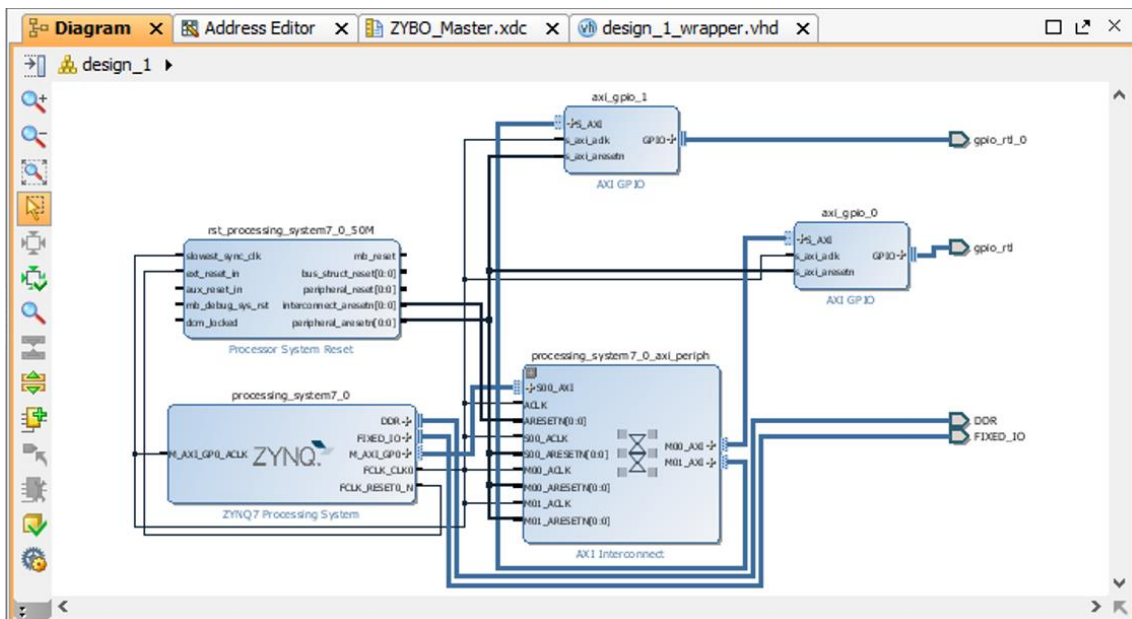 Diagram
Address Editor
ZYBO_Master.xdc
design_1_wrapper.vhd
design_1
axi_gpio_1
S_AXI
s_axi_aclk
s_axi_aresetn
GPIO
AXI GPIO
gpio_rtl_0
axi_gpio_0
S_AXI
s_axi_aclk
s_axi_aresetn
GPIO
AXI GPIO
gpio_rtl
rst_processing_system7_0_50M
slowest_sync_clk
ext_reset_in
aux_reset_in
mb_debug_sys_rst
dcm_locked
mb_reset
bus_struct_reset[0:0]
peripheral_reset[0:0]
interconnect_aresetn[0:0]
peripheral_aresetn[0:0]
Processor System Reset
processing_system7_0
M_AXI_GP0_ACLK
ZYNQ
DDR
FIXED_IO
M_AXI_GP0
FCLK_CLK0
FCLK_RESET0_N
ZYNQ7 Processing System
processing_system7_0_axi_periph
S00_AXI
ACLK
ARESETN[0:0]
S00_ACLK
S00_ARESETN[0:0]
M00_ACLK
M00_ARESETN[0:0]
M01_ACLK
M01_ARESETN[0:0]
M00_AXI
M01_AXI
AXI Interconnect
DDR
FIXED_IO